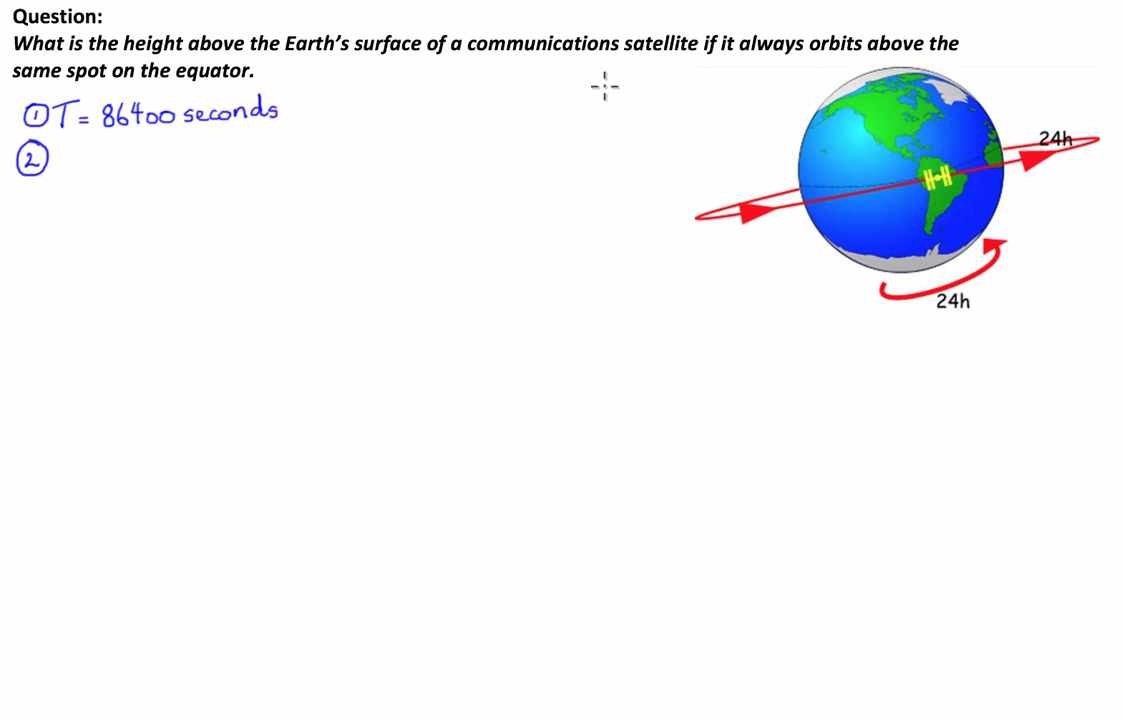 Question:
What is the height above the Earth's surface of a communications satellite if it always orbits above the
same spot on the equator.
① T = 86400 seconds
②
24h
24h